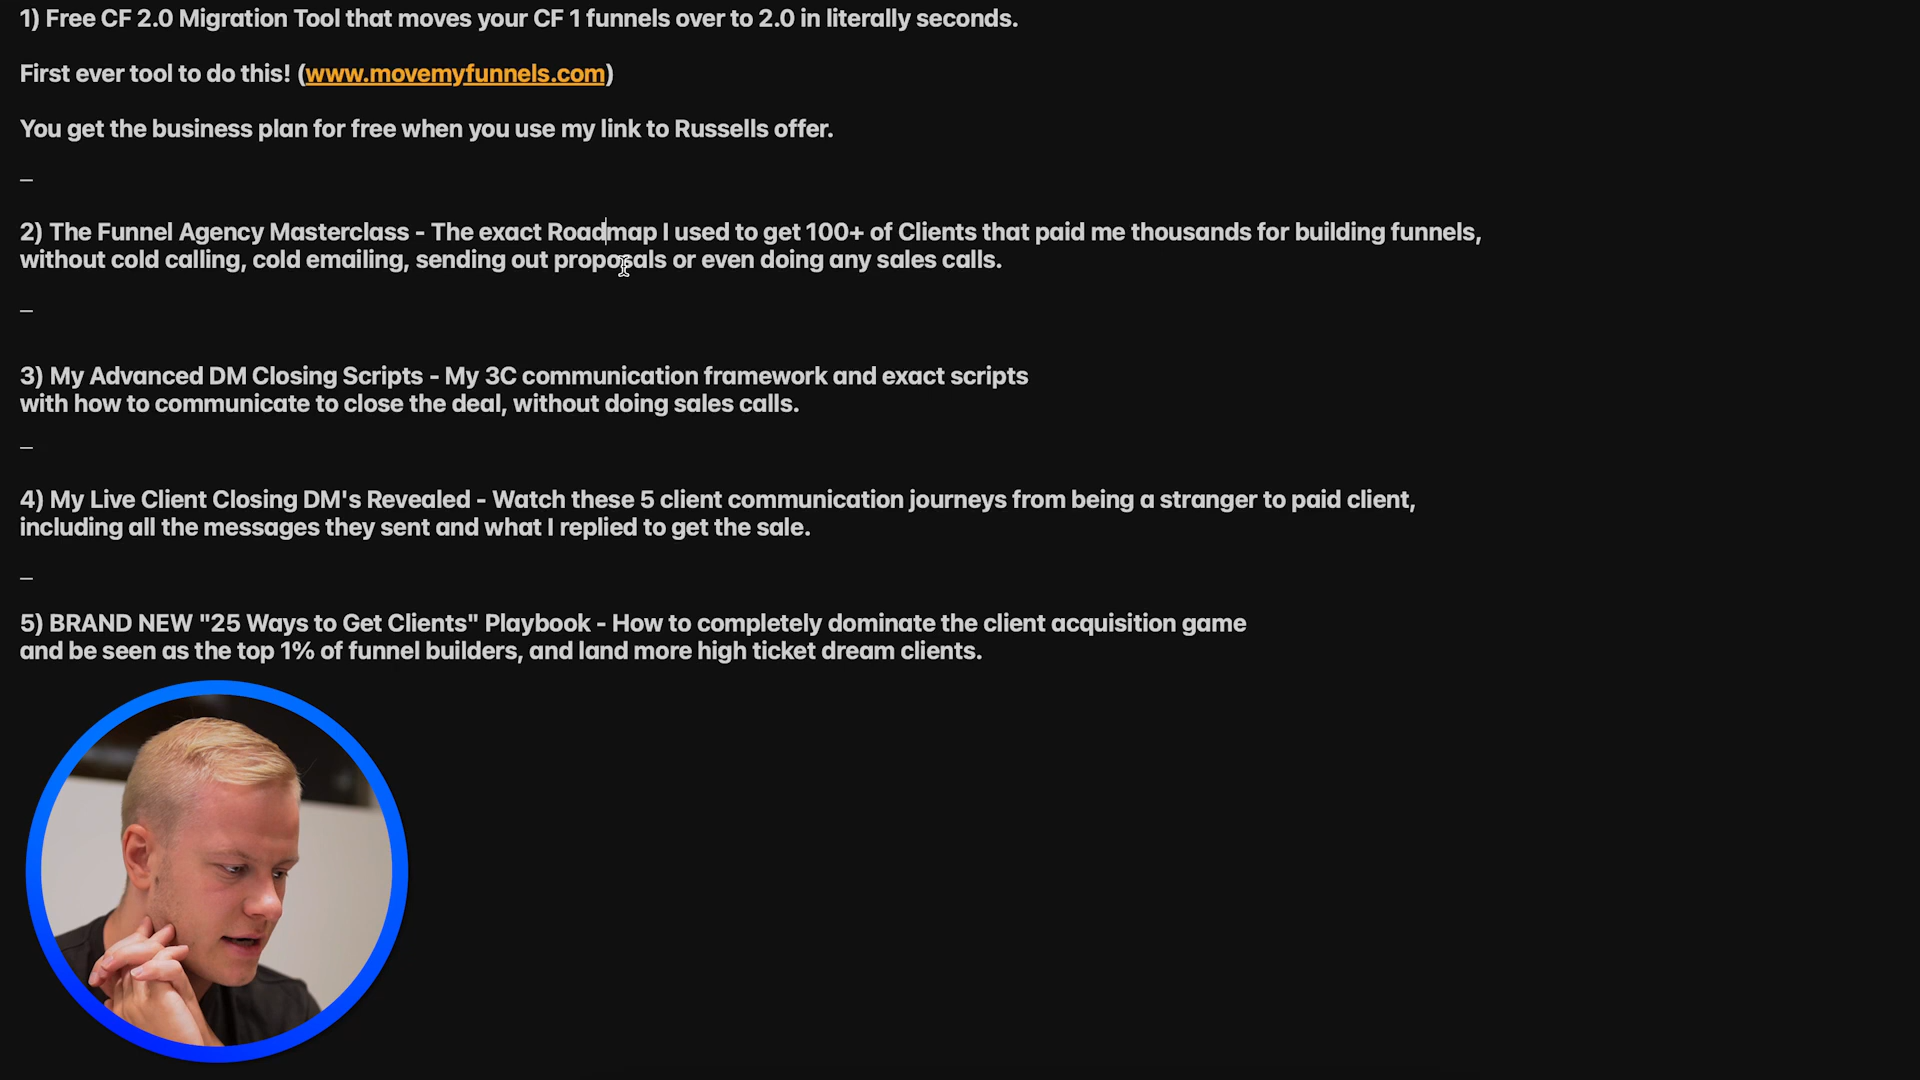 1) Free CF 2.0 Migration Tool that moves your CF 1 funnels over to 2.0 in literally seconds.
First ever tool to do this! (www.movemyfunnels.com)
You get the business plan for free when you use my link to Russells offer.
–
2) The Funnel Agency Masterclass - The exact Roadmap I used to get 100+ of Clients that paid me thousands for building funnels,
without cold calling, cold emailing, sending out proposals or even doing any sales calls.
–
3) My Advanced DM Closing Scripts - My 3C communication framework and exact scripts
with how to communicate to close the deal, without doing sales calls.
–
4) My Live Client Closing DM's Revealed - Watch these 5 client communication journeys from being a stranger to paid client,
including all the messages they sent and what I replied to get the sale.
–
5) BRAND NEW "25 Ways to Get Clients" Playbook - How to completely dominate the client acquisition game
and be seen as the top 1% of funnel builders, and land more high ticket dream clients.